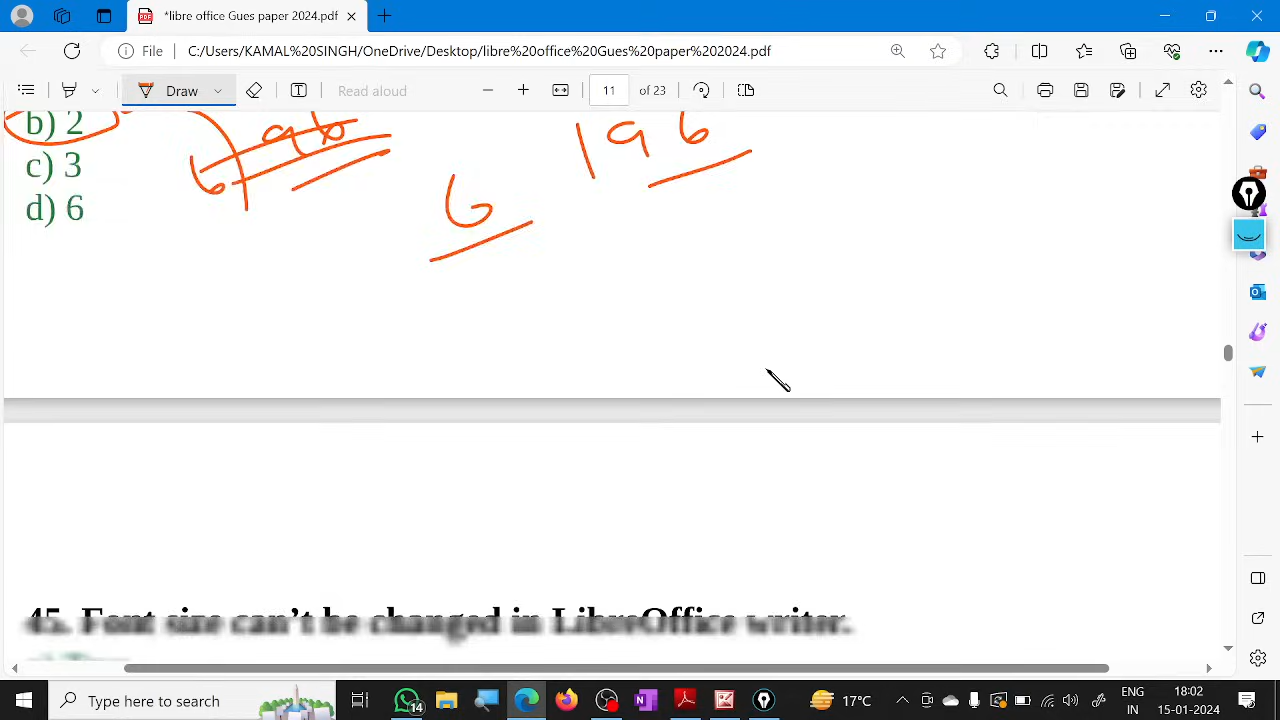 *libre office Gues paper 2024.pdf
File
C:/Users/KAMAL%20SINGH/OneDrive/Desktop/libre%20office%20Gues%20paper%202024.pdf
Draw
Read aloud
11 of 23
b) 2
c) 3
d) 6
6
6
45. Font size can't be changed in LibreOffice writer.
Type here to search
14
17°C
ENG
IN
18:02
15-01-2024